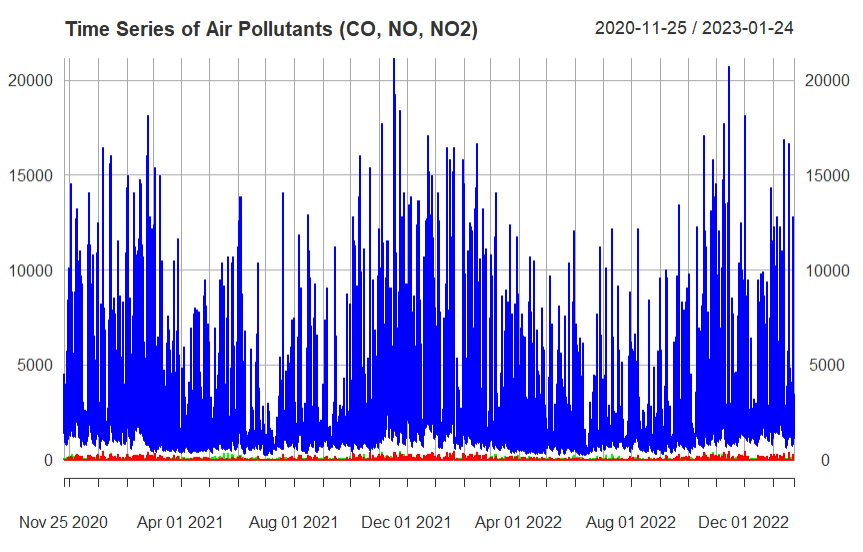 Time Series of Air Pollutants (CO, NO, NO2) 2020-11-25 / 2023-01-24
20000 20000
15000 15000
10000 10000
5000 5000
0 0
Nov 25 2020 Apr 01 2021 Aug 01 2021 Dec 01 2021 Apr 01 2022 Aug 01 2022 Dec 01 2022